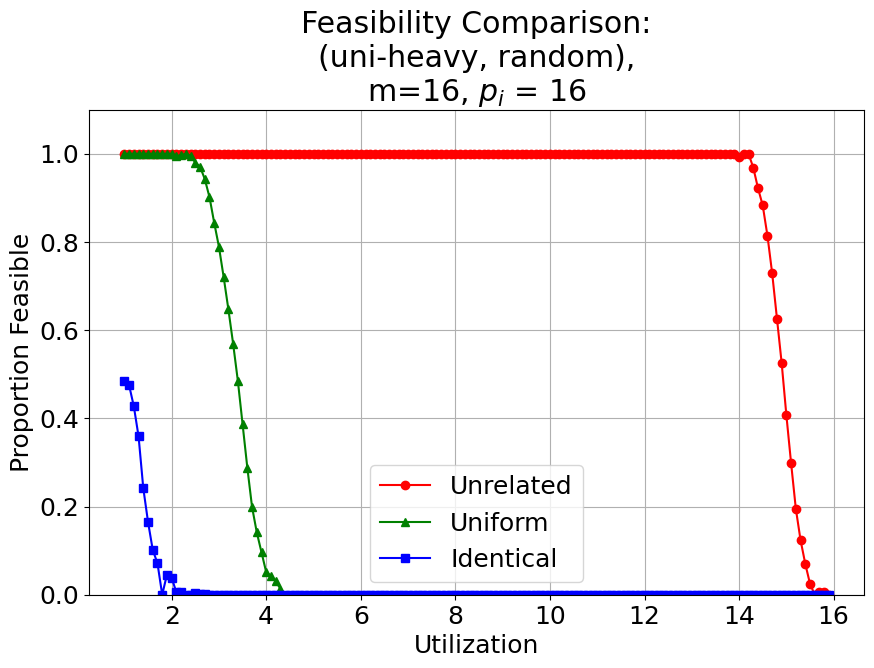 Feasibility Comparison:
(uni-heavy, random),
m=16, $p_i$ = 16
Proportion Feasible
1.0
0.8
0.6
0.4
0.2
0.0
Unrelated
Uniform
Identical
2 4 6 8 10 12 14 16
Utilization